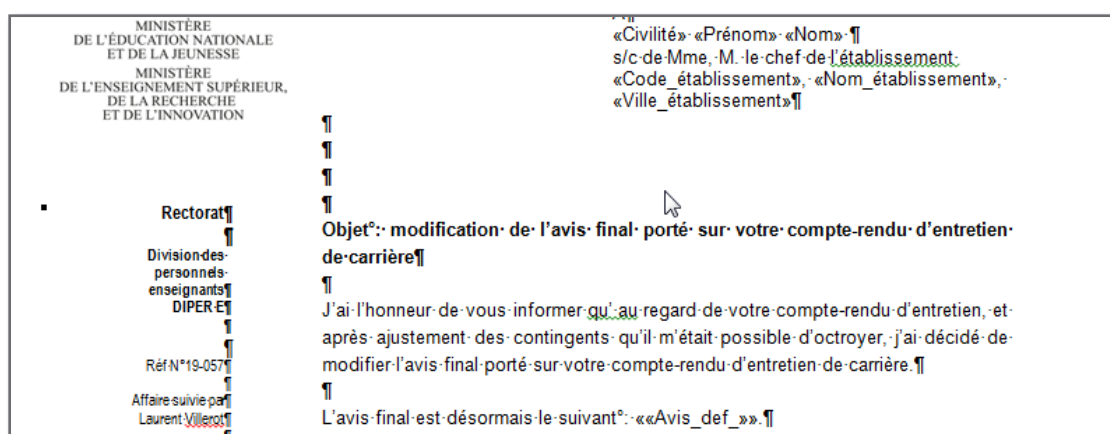 MINISTÈRE
DE L'ÉDUCATION NATIONALE
ET DE LA JEUNESSE
MINISTÈRE
DE L'ENSEIGNEMENT SUPÉRIEUR,
DE LA RECHERCHE
ET DE L'INNOVATION
«Civilité» «Prénom» «Nom» ¶
s/c de Mme, M. le chef de l'établissement
«Code_établissement», «Nom_établissement»,
«Ville_établissement»¶
¶
¶
¶
¶
Rectorat¶
¶
Division des
personnels
enseignants¶
DIPER E¶
¶
¶
Réf N°19-057¶
¶
Affaire suivie par¶
Laurent Villerot¶
Objet°: modification de l'avis final porté sur votre compte-rendu d'entretien
de carrière¶
¶
J'ai l'honneur de vous informer qu' au regard de votre compte-rendu d'entretien, et
après ajustement des contingents qu'il m'était possible d'octroyer, j'ai décidé de
modifier l'avis final porté sur votre compte-rendu d'entretien de carrière.¶
¶
L'avis final est désormais le suivant°: ««Avis_def_»».¶